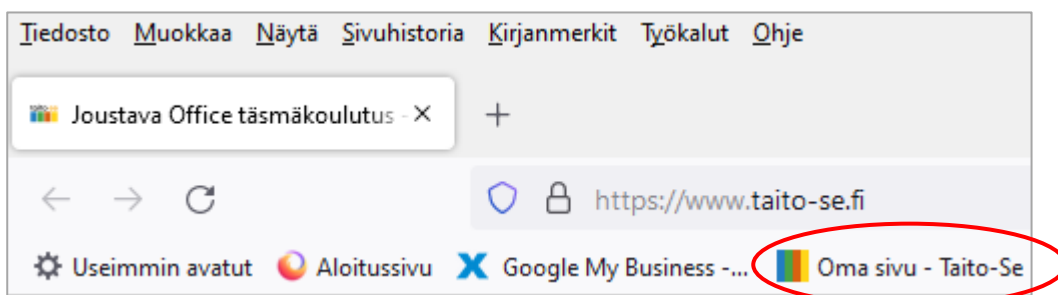 Tiedosto Muokkaa Näytä Sivuhistoria Kirjanmerkit Työkalut Ohje
Joustava Office täsmäkoulutus -
https://www.taito-se.fi
Useimmin avatut Aloitussivu Google My Business -... Oma sivu - Taito-Se